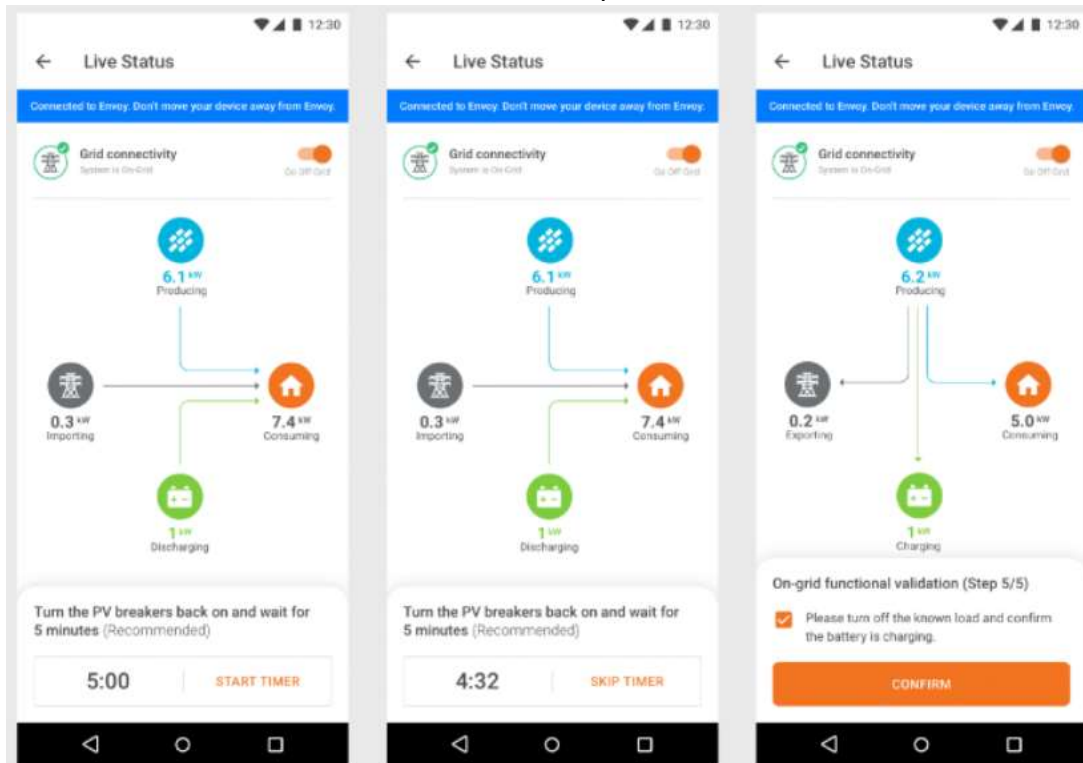 12:30
Live Status
Connected to Envoy. Don't move your device away from Envoy.
Grid connectivity
System is On-Grid
Go Off Grid
6.1 kW
Producing
0.3 kW
Importing
7.4 kW
Consuming
1 kW
Discharging
Turn the PV breakers back on and wait for
5 minutes (Recommended)
5:00
START TIMER
12:30
Live Status
Connected to Envoy. Don't move your device away from Envoy.
Grid connectivity
System is On-Grid
Go Off Grid
6.1 kW
Producing
0.3 kW
Importing
7.4 kW
Consuming
1 kW
Discharging
Turn the PV breakers back on and wait for
5 minutes (Recommended)
4:32
SKIP TIMER
12:30
Live Status
Connected to Envoy. Don't move your device away from Envoy.
Grid connectivity
System is On-Grid
Go Off Grid
6.2 kW
Producing
0.2 kW
Exporting
5.0 kW
Consuming
1 kW
Charging
On-grid functional validation (Step 5/5)
Please turn off the known load and confirm
the battery is charging.
CONFIRM